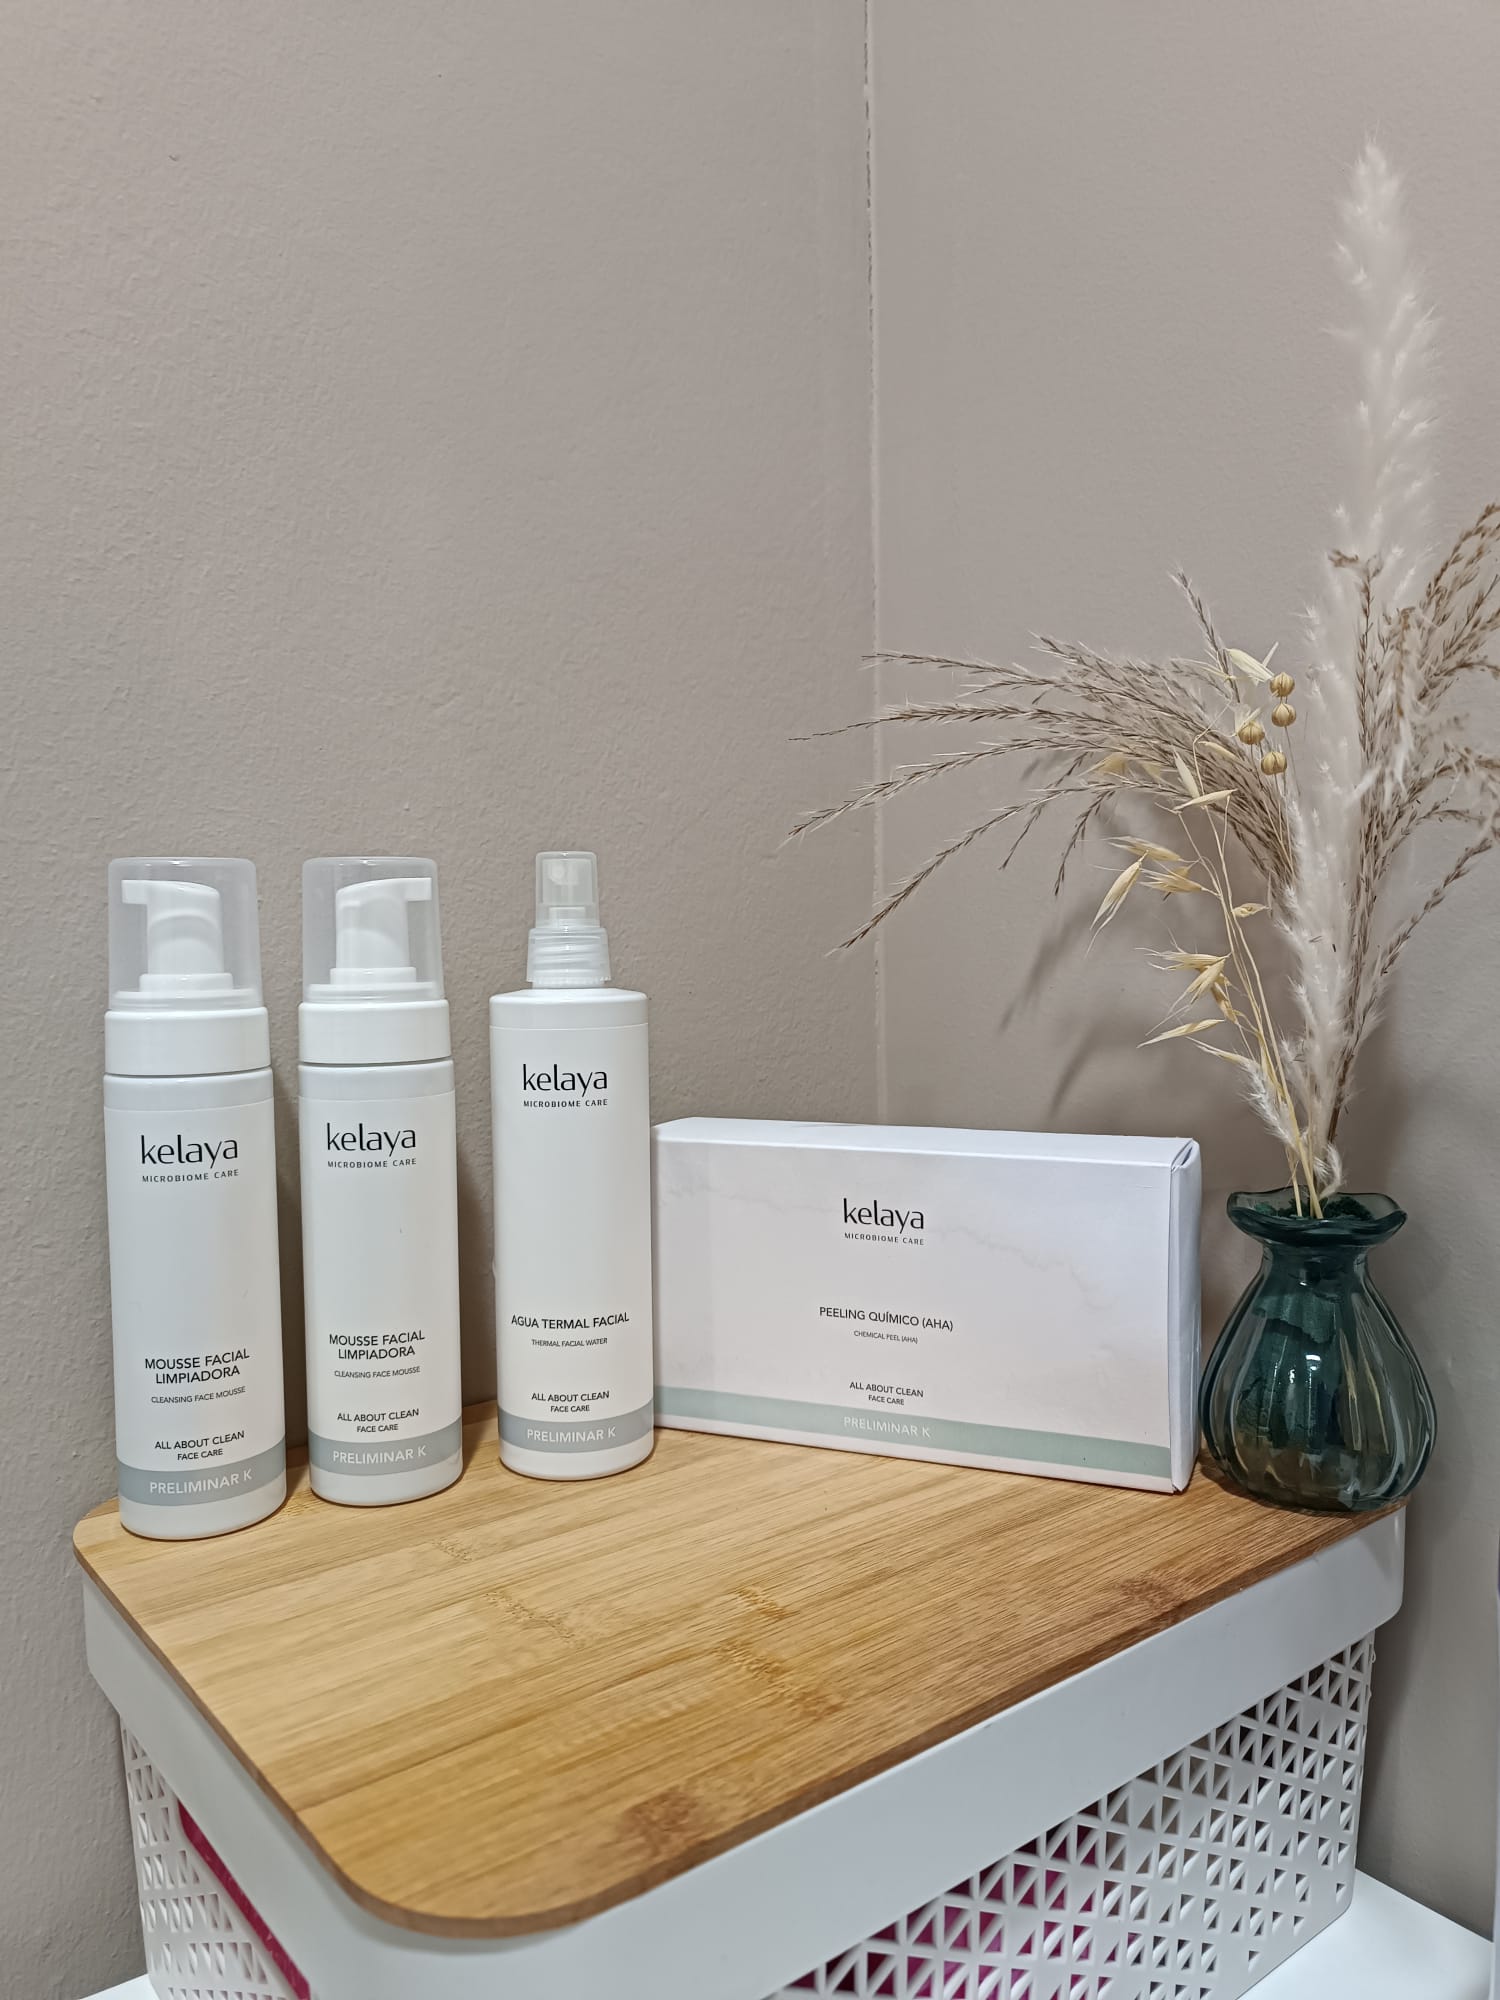 kelaya
MICROBIOME CARE
MOUSSE FACIAL
LIMPIADORA
CLEANSING FACE MOUSSE
ALL ABOUT CLEAN
FACE CARE
PRELIMINAR K
kelaya
MICROBIOME CARE
MOUSSE FACIAL
LIMPIADORA
CLEANSING FACE MOUSSE
ALL ABOUT CLEAN
FACE CARE
PRELIMINAR K
kelaya
MICROBIOME CARE
AGUA TERMAL FACIAL
THERMAL FACIAL WATER
ALL ABOUT CLEAN
FACE CARE
PRELIMINAR K
kelaya
MICROBIOME CARE
PEELING QUÍMICO (AHA)
CHEMICAL PEEL (AHA)
ALL ABOUT CLEAN
FACE CARE
PRELIMINAR K